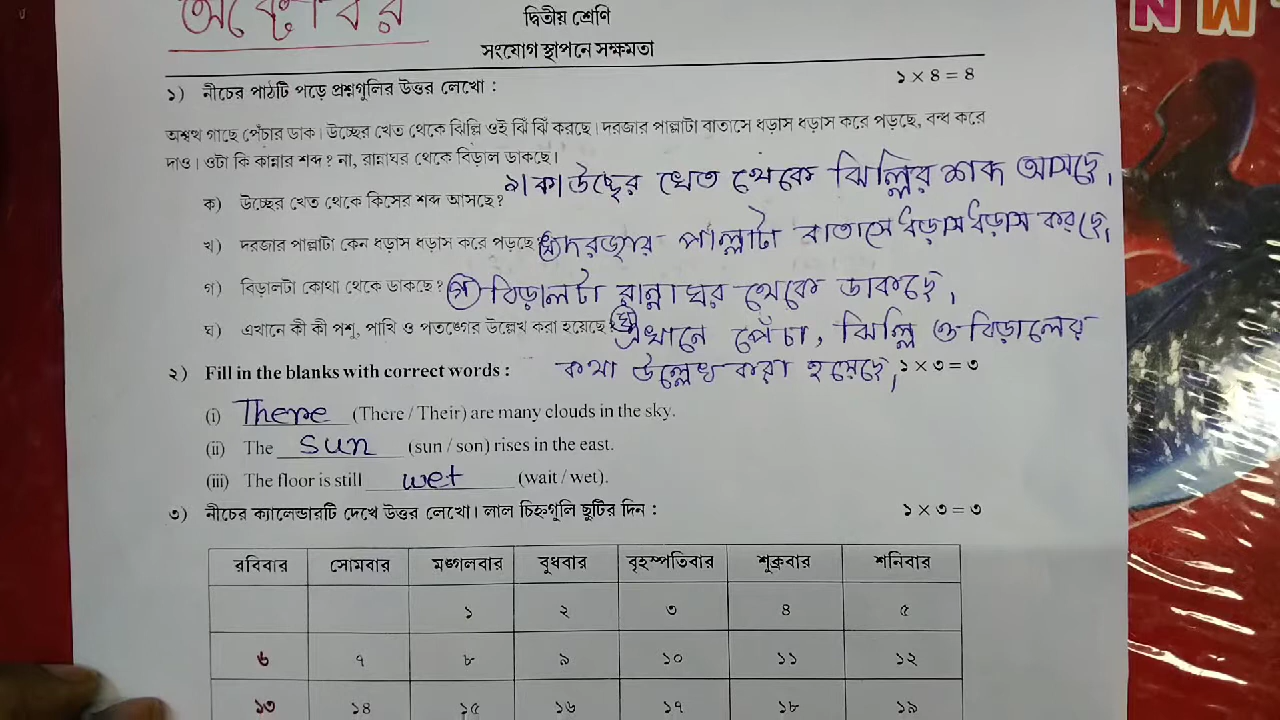 অক্টোবর
M N
দ্বিতীয় শ্রেণি
সংযোগ স্থাপনে সক্ষমতা
১) নীচের পাঠটি পড়ে প্রশ্নগুলির উত্তর লেখো : ১ × ৪ = ৪
অশ্বথ গাছে পেঁচার ডাক। উচ্ছের খেত থেকে ঝিল্লি ওই ঝিঁ ঝিঁ করছে। দরজার পাল্লাটা বাতাসে ধড়াস ধড়াস করে পড়ছে, বন্ধ করে
দাও। ওটা কি কান্নার শব্দ? না, রান্নাঘর থেকে বিড়াল ডাকছে।
ক) উচ্ছের খেত থেকে কিসের শব্দ আসছে? ১। ক। উচ্ছের খেত থেকে ঝিল্লির শব্দ আসছে।
খ) দরজার পাল্লাটা কেন ধড়াস ধড়াস করে পড়ছে খ দরজার পাল্লাটা বাতাসে ধড়াস ধড়াস করছে।
গ) বিড়ালটা কোথা থেকে ডাকছে? গ বিড়ালটা রান্নাঘর থেকে ডাকছে।
ঘ) এখানে কী কী পশু, পাখি ও পতঙ্গের উল্লেখ করা হয়েছে ঘ এখানে পেঁচা, ঝিল্লি ও বিড়ালের
২) Fill in the blanks with correct words : কথা উল্লেখ করা হয়েছে। ১ × ৩ = ৩
(i) There (There / Their) are many clouds in the sky.
(ii) The sun (sun / son) rises in the east.
(iii) The floor is still wet (wait / wet).
৩) নীচের ক্যালেন্ডারটি দেখে উত্তর লেখো। লাল চিহ্নগুলি ছুটির দিন : ১ × ৩ = ৩
রবিবার সোমবার মঙ্গলবার বুধবার বৃহস্পতিবার শুক্রবার শনিবার
১ ২ ৩ ৪ ৫
৬ ৭ ৮ ৯ ১০ ১১ ১২
১৩ ১৪ ১৫ ১৬ ১৭ ১৮ ১৯